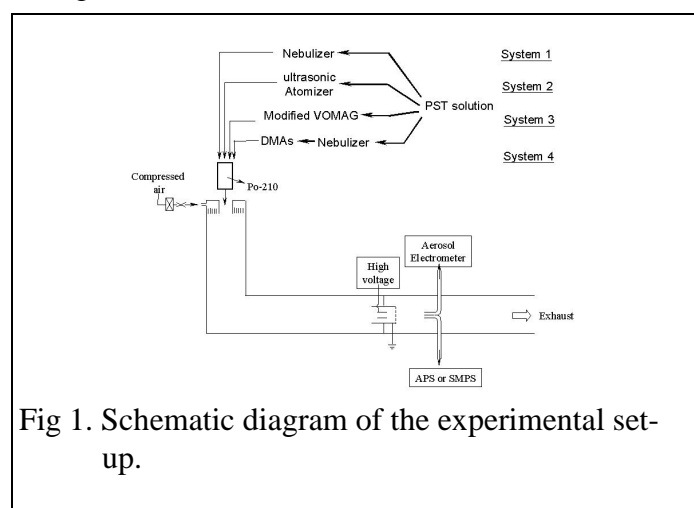 Nebulizer
System 1
ultrasonic
Atomizer
System 2
PST solution
Modified VOMAG
System 3
DMAs
Nebulizer
System 4
Compressed
air
Po-210
Aerosol
Electrometer
High
voltage
Exhaust
APS or SMPS
Fig 1. Schematic diagram of the experimental set-
up.